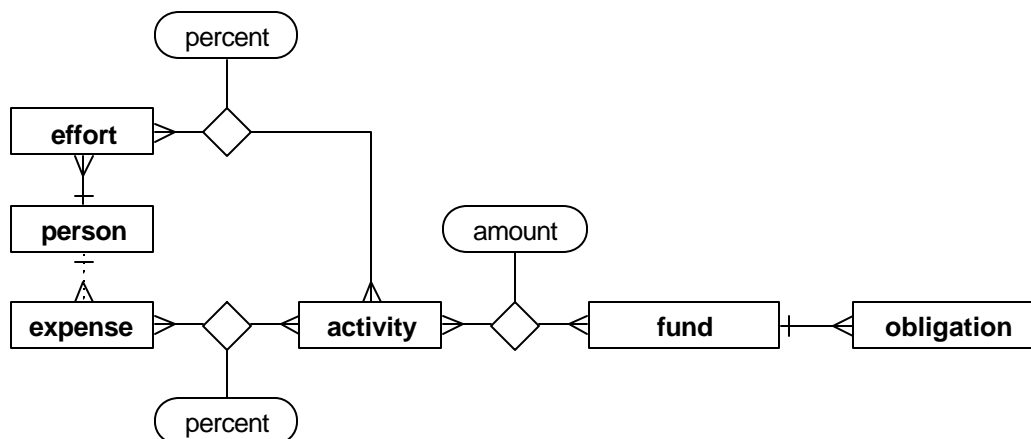 percent
effort
person
amount
expense
activity
fund
obligation
percent